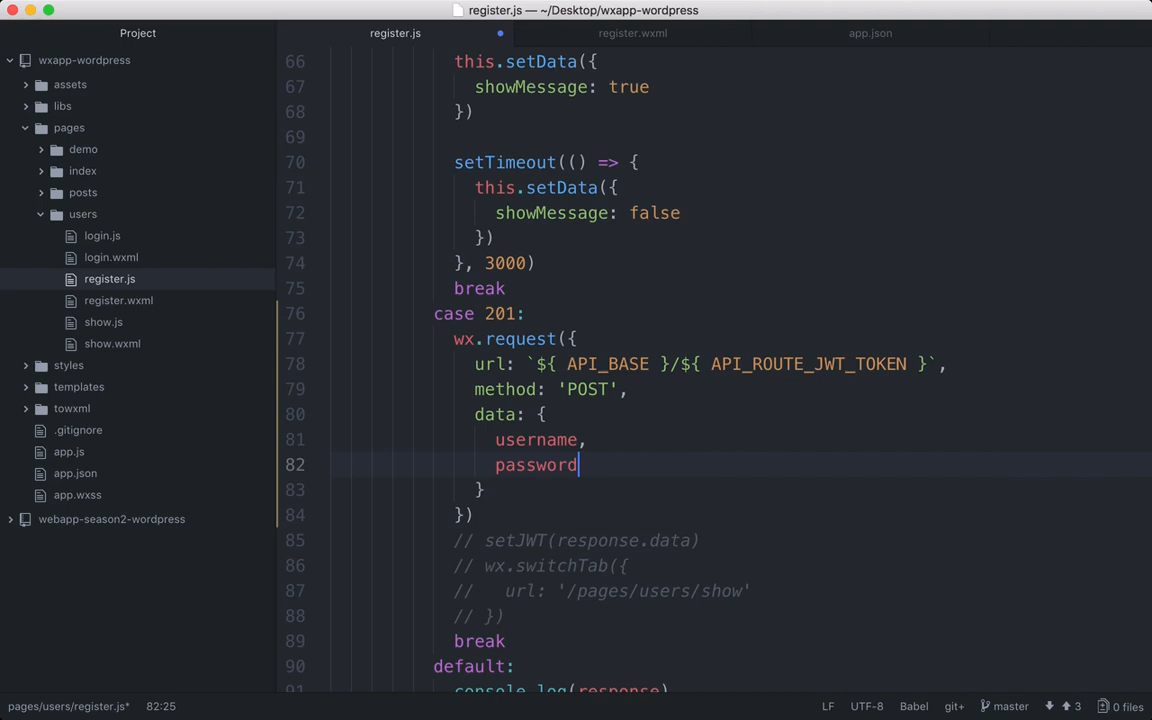 register.js — ~/Desktop/wxapp-wordpress
Project
wxapp-wordpress
assets
libs
pages
demo
index
posts
users
login.js
login.wxml
register.js
register.wxml
show.js
show.wxml
styles
templates
towxml
.gitignore
app.js
app.json
app.wxss
webapp-season2-wordpress
register.js
register.wxml
app.json
66 this.setData({
67 showMessage: true
68 })
69
70 setTimeout(() => {
71 this.setData({
72 showMessage: false
73 })
74 }, 3000)
75 break
76 case 201:
77 wx.request({
78 url: `${ API_BASE }/${ API_ROUTE_JWT_TOKEN }`,
79 method: 'POST',
80 data: {
81 username,
82 password
83 }
84 })
85 // setJWT(response.data)
86 // wx.switchTab({
87 // url: '/pages/users/show'
88 // })
89 break
90 default:
91 console.log(response)
pages/users/register.js* 82:25
LF UTF-8 Babel git+ master 3 0 files